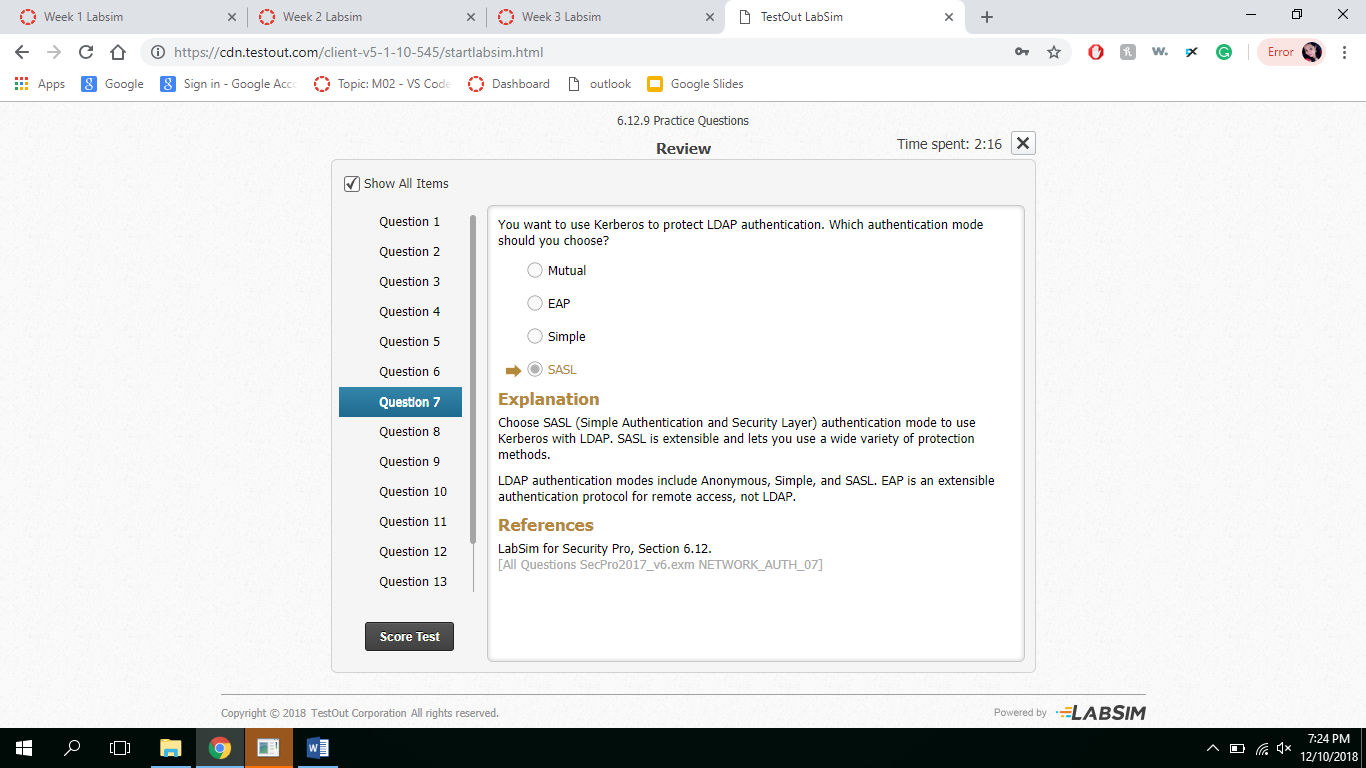 Week 1 Labsim
Week 2 Labsim
Week 3 Labsim
TestOut LabSim
https://cdn.testout.com/client-v5-1-10-545/startlabsim.html
Error
Apps
Google
Sign in - Google Acco
Topic: M02 - VS Code
Dashboard
outlook
Google Slides
6.12.9 Practice Questions
Review
Time spent: 2:16
Show All Items
Question 1
Question 2
Question 3
Question 4
Question 5
Question 6
Question 7
Question 8
Question 9
Question 10
Question 11
Question 12
Question 13
Score Test
You want to use Kerberos to protect LDAP authentication. Which authentication mode
should you choose?
Mutual
EAP
Simple
SASL
Explanation
Choose SASL (Simple Authentication and Security Layer) authentication mode to use
Kerberos with LDAP. SASL is extensible and lets you use a wide variety of protection
methods.
LDAP authentication modes include Anonymous, Simple, and SASL. EAP is an extensible
authentication protocol for remote access, not LDAP.
References
LabSim for Security Pro, Section 6.12.
[All Questions SecPro2017_v6.exm NETWORK_AUTH_07]
Copyright © 2018 TestOut Corporation All rights reserved.
Powered by LABSIM
7:24 PM
12/10/2018